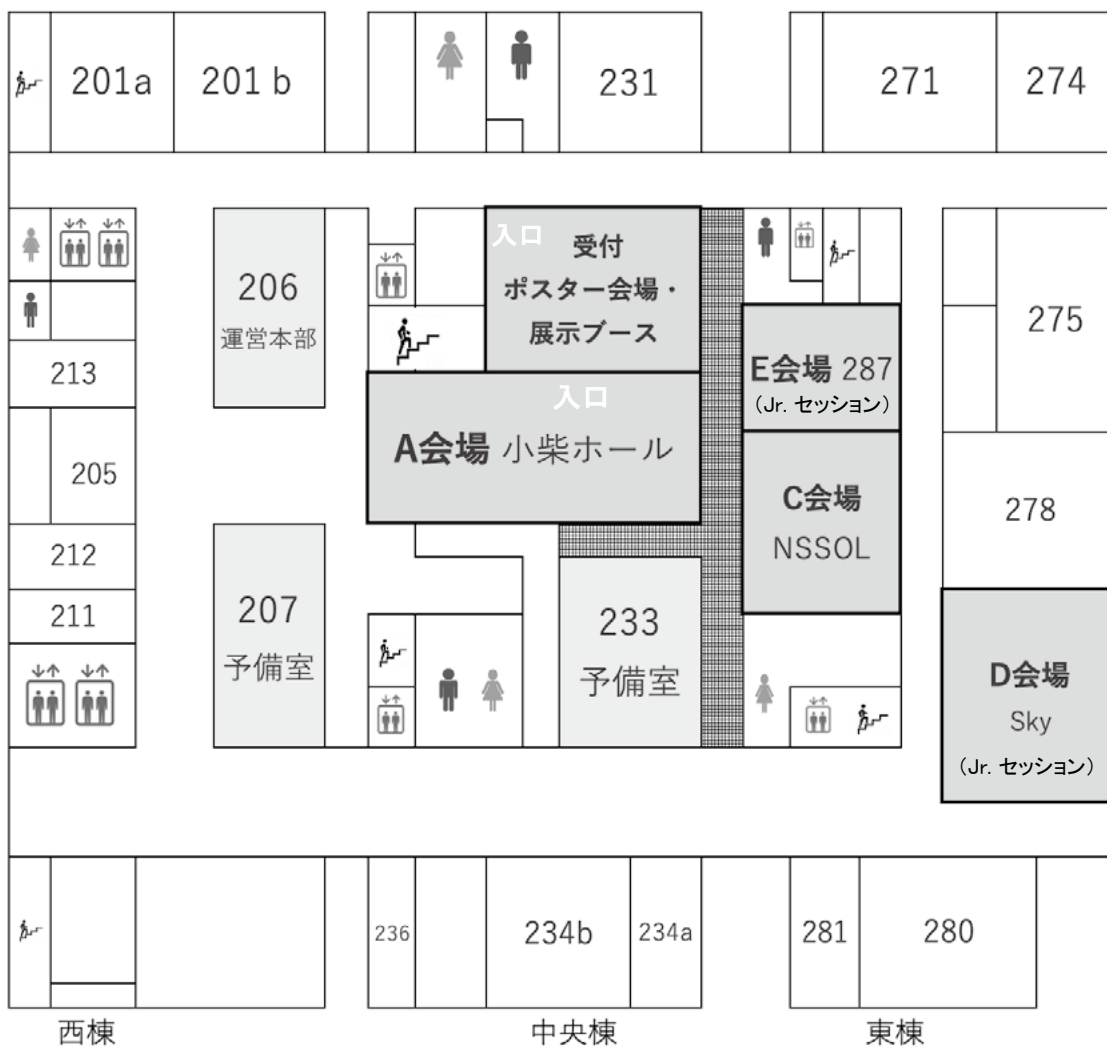 201a
201 b
231
271
274
入口
受付
ポスター会場・
展示ブース
206
運営本部
275
213
E会場 287
（Jr. セッション）
入口
A会場 小柴ホール
205
C会場
NSSOL
278
212
211
207
予備室
233
予備室
D会場
Sky
（Jr. セッション）
236
234b
234a
281
280
西棟
中央棟
東棟